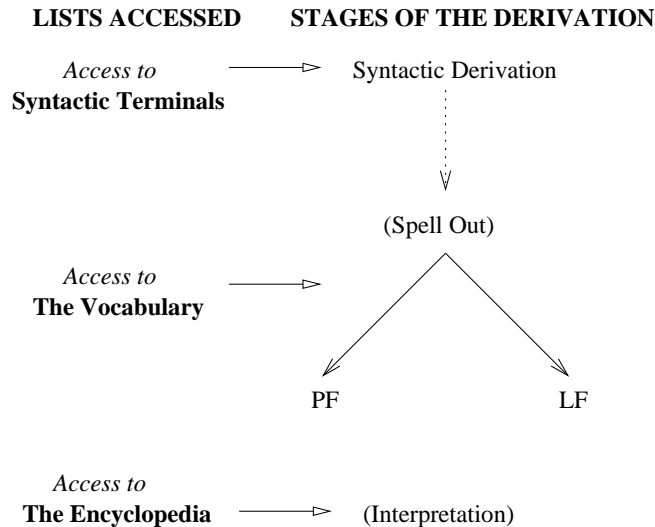 LISTS ACCESSED STAGES OF THE DERIVATION
Access to
Syntactic Terminals
Syntactic Derivation
(Spell Out)
Access to
The Vocabulary
PF LF
Access to
The Encyclopedia
(Interpretation)